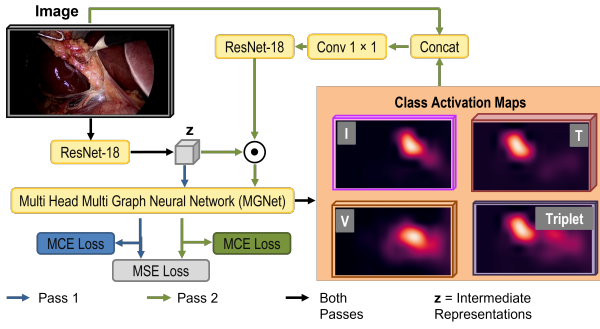 Image
ResNet-18
Conv 1 × 1
Concat
Class Activation Maps
z
ResNet-18
I
T
Multi Head Multi Graph Neural Network (MGNet)
V
Triplet
MCE Loss
MCE Loss
MSE Loss
Pass 1
Pass 2
Both
Passes
z = Intermediate
Representations